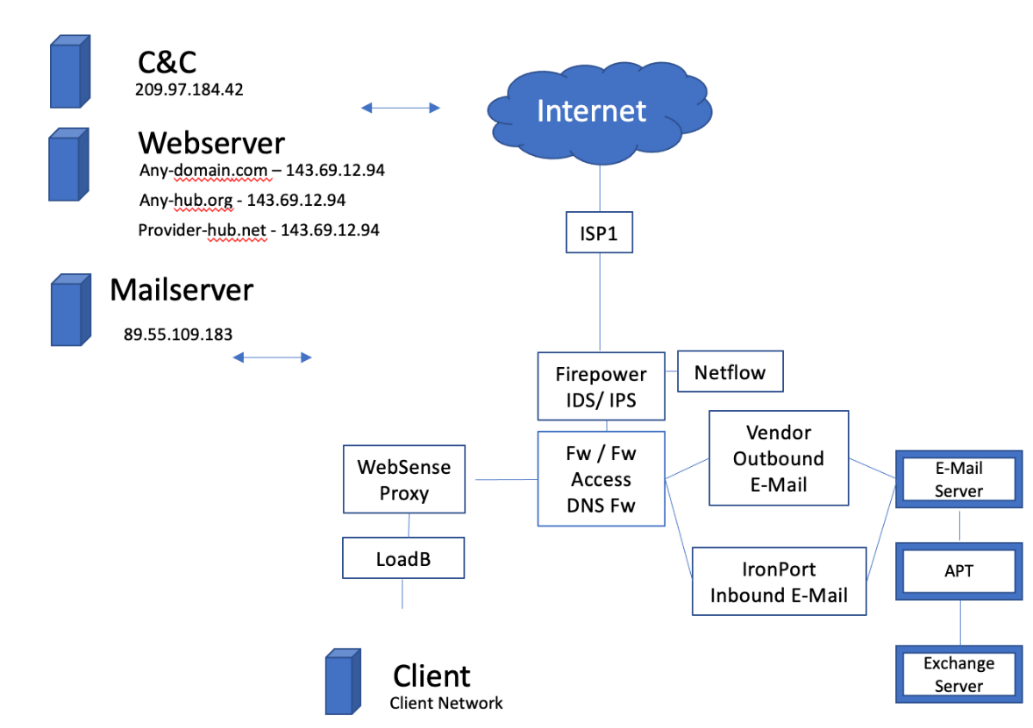 C&C
209.97.184.42
Internet
Webserver
Any-domain.com – 143.69.12.94
Any-hub.org - 143.69.12.94
Provider-hub.net - 143.69.12.94
ISP1
Mailserver
89.55.109.183
Firepower
IDS/ IPS
Netflow
Fw / Fw
Access
DNS Fw
Vendor
Outbound
E-Mail
WebSense
Proxy
E-Mail
Server
LoadB
IronPort
Inbound E-Mail
APT
Exchange
Server
Client
Client Network